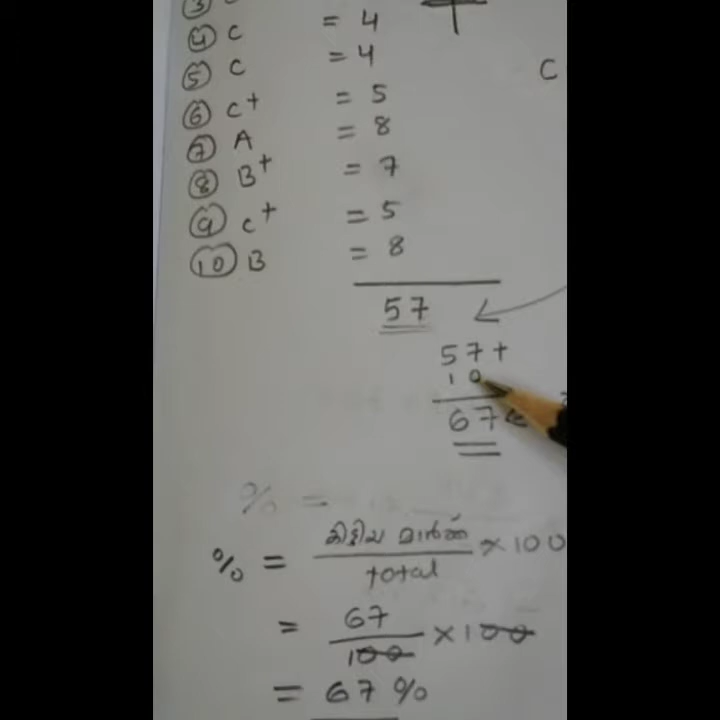 ③
④ C = 4
⑤ C = 4
⑥ C+ = 5
⑦ A = 8
⑧ B+ = 7
⑨ C+ = 5
⑩ B = 8
C
57
57+
10
67
% =
% = കിട്ടിയ മാർക്ക് / total × 100
= 67 / 100 × 100
= 67 %